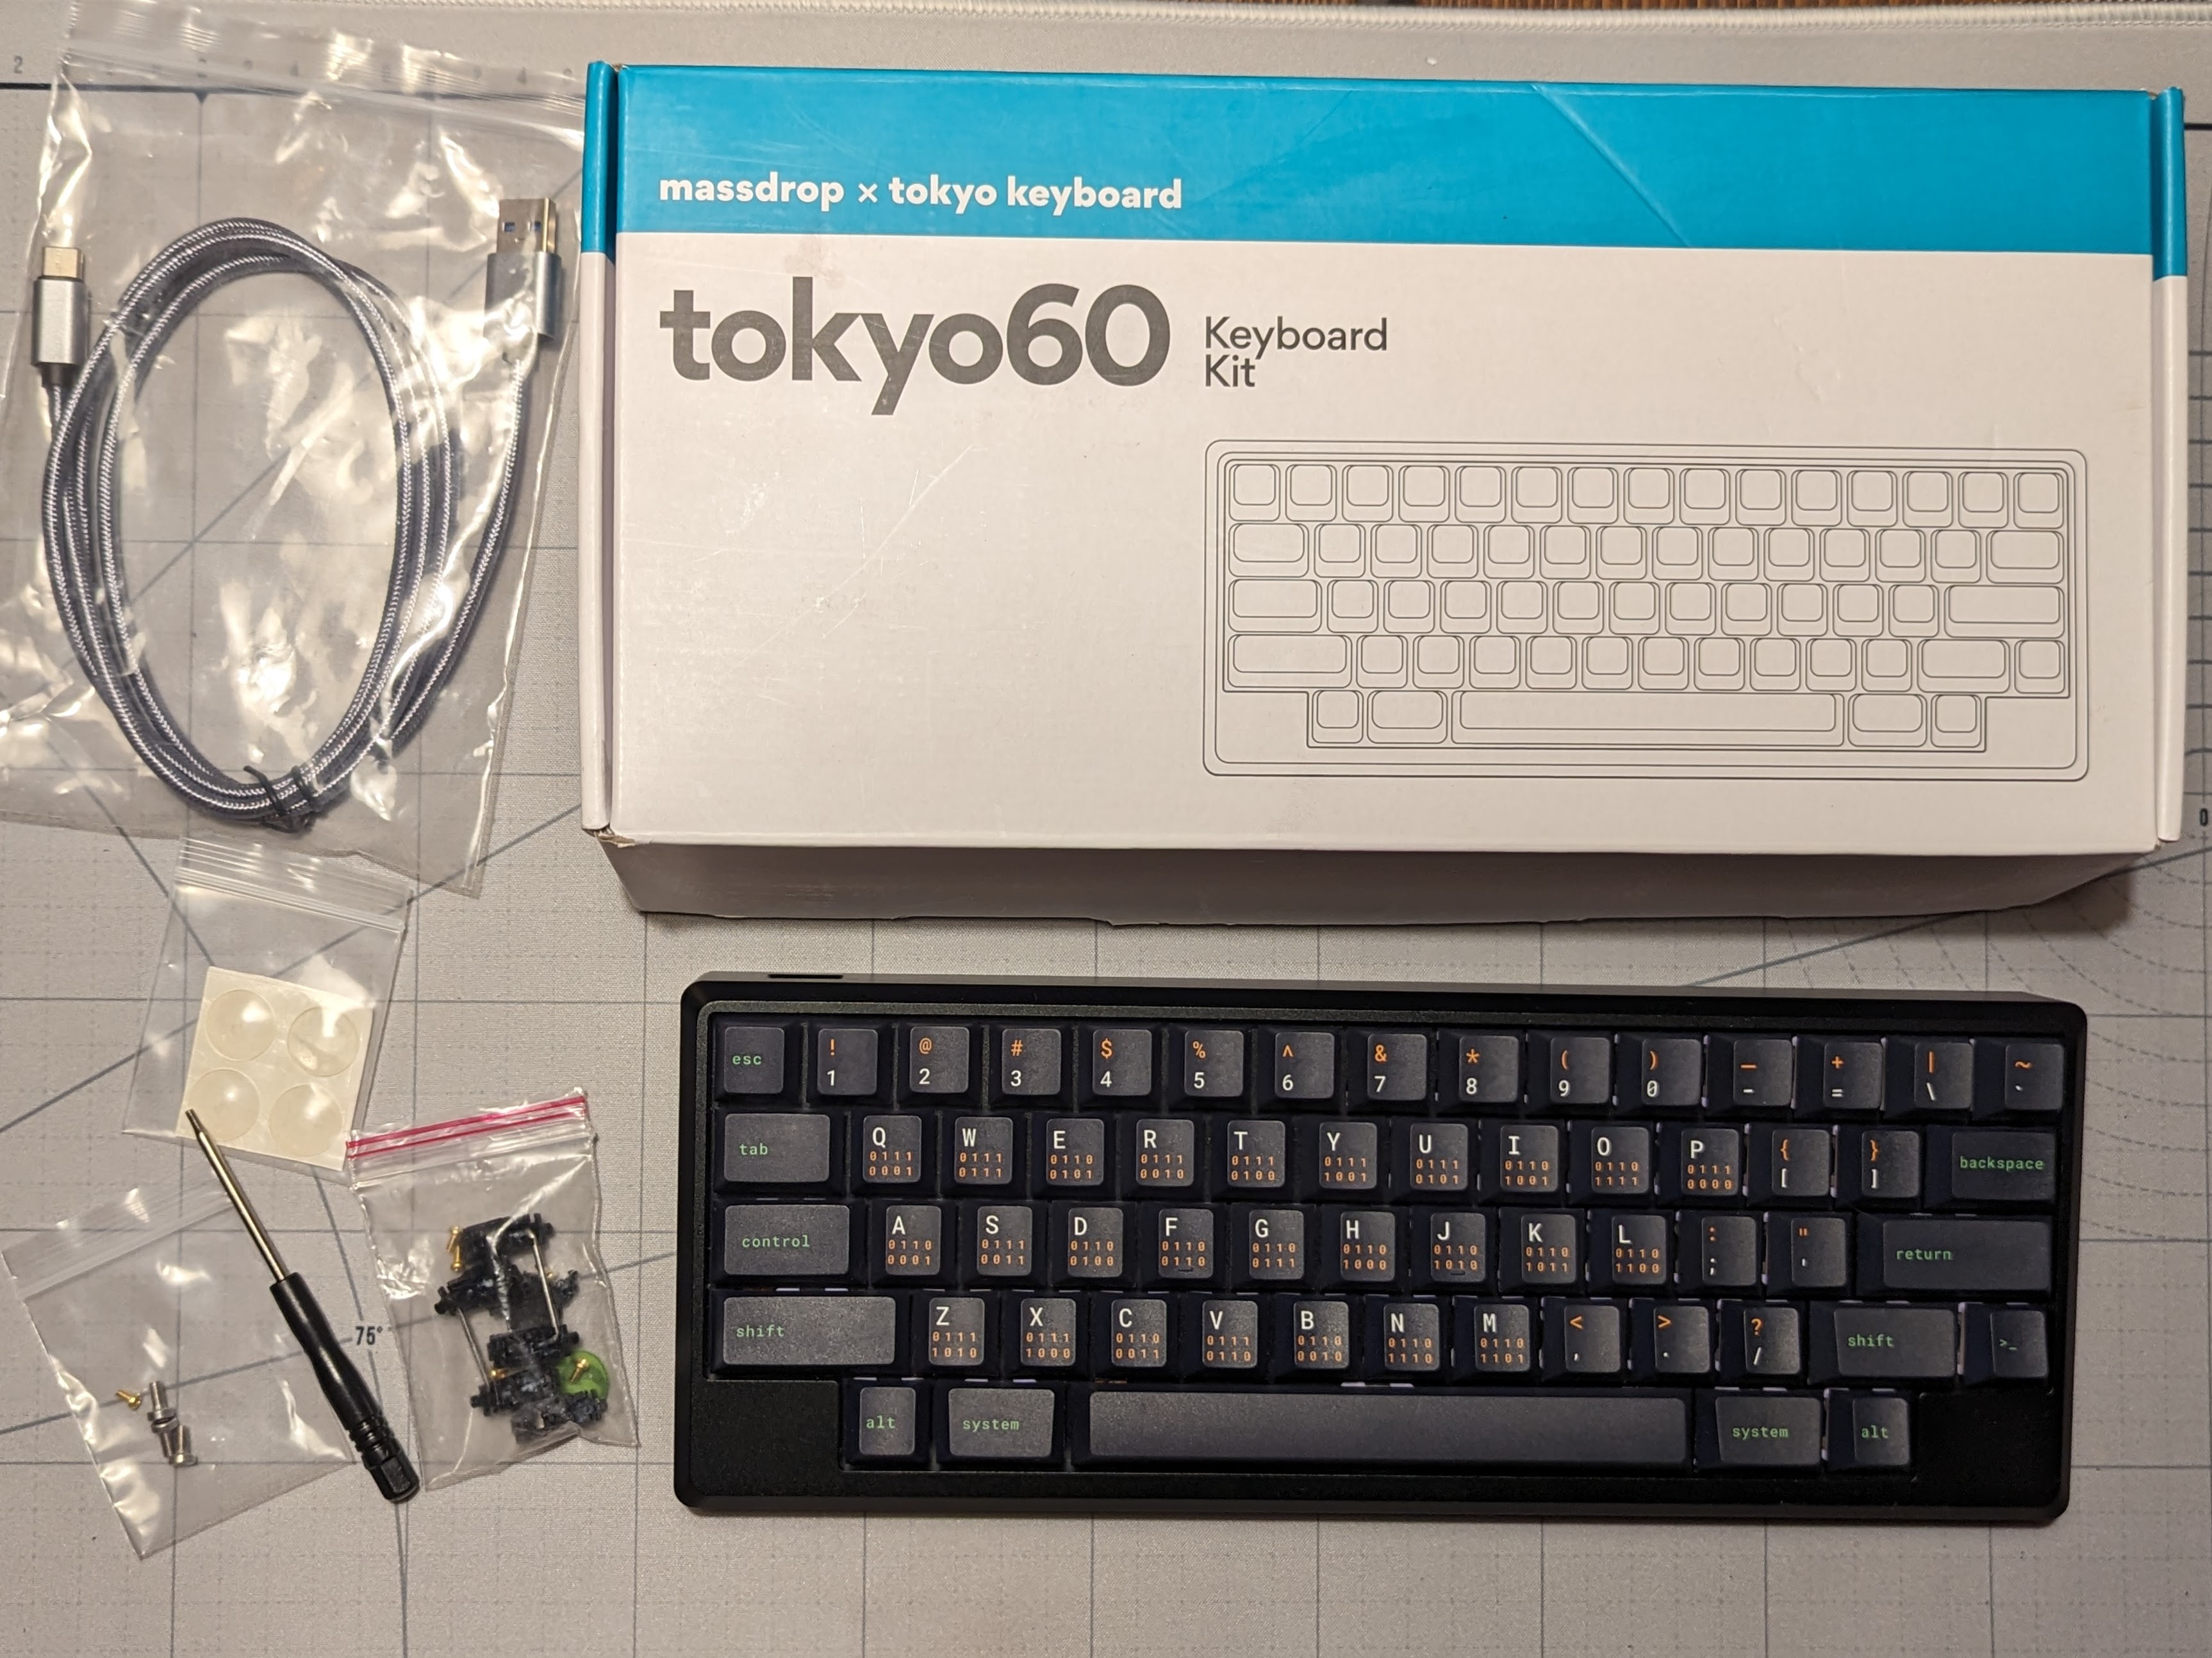 2
massdrop x tokyo keyboard
tokyo60 Keyboard
Kit
0
75°
esc ! @ # $ % ^ & * ( ) _ + | ~
1 2 3 4 5 6 7 8 9 0 - = \ `
tab Q W E R T Y U I O P { } backspace
0111 0111 0110 0111 0111 0111 0111 0110 0110 0111 [ ]
0001 0111 0101 0010 0100 1001 0101 1001 1111 0000
control A S D F G H J K L : " return
0110 0111 0110 0110 0110 0110 0110 0110 0110 ; '
0001 0011 0100 0110 0111 1000 1010 1011 1100
shift Z X C V B N M < > ? shift >_
0111 0111 0110 0111 0110 0110 0110 , . /
1010 1000 0011 0110 0010 1110 1101
alt system system alt